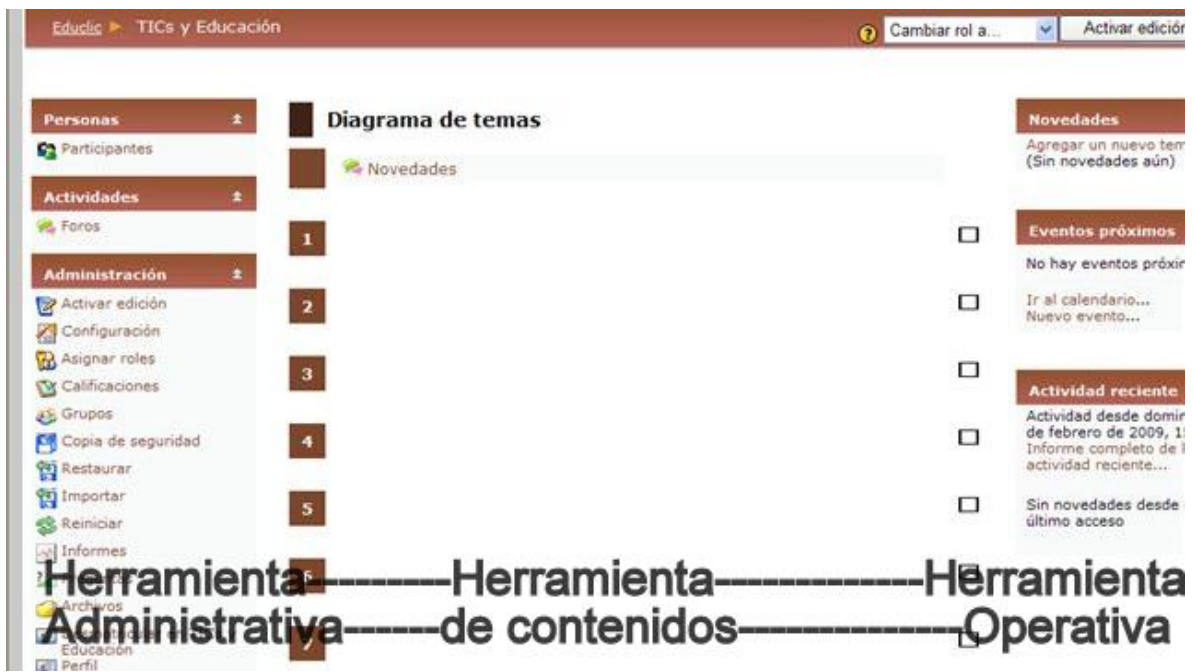 Educlic ► TICs y Educación
Cambiar rol a...
Activar edición
Personas
Participantes
Actividades
Foros
Administración
Activar edición
Configuración
Asignar roles
Calificaciones
Grupos
Copia de seguridad
Restaurar
Importar
Reiniciar
Informes
Archivos
Educación
Perfil
Diagrama de temas
Novedades
1
2
3
4
5
6
7
Novedades
Agregar un nuevo tem
(Sin novedades aún)
Eventos próximos
No hay eventos próxim
Ir al calendario...
Nuevo evento...
Actividad reciente
Actividad desde domin
de febrero de 2009, 1
Informe completo de l
actividad reciente...
Sin novedades desde
último acceso
Herramienta---------Herramienta-------------Herramienta
Administrativa------de contenidos--------------Operativa